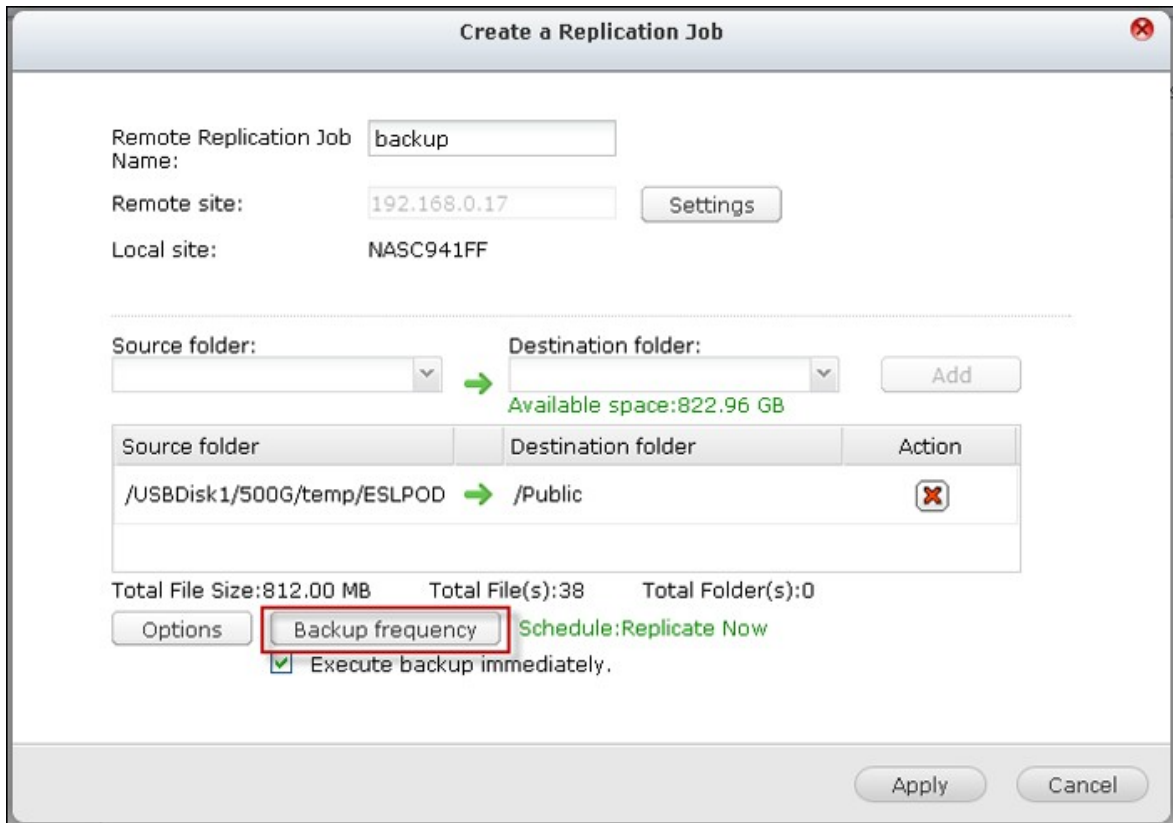 Create a Replication Job
Remote Replication Job
Name:
backup
Remote site:
192.168.0.17
Settings
Local site:
NASC941FF
Source folder:
Destination folder:
Add
Available space:822.96 GB
Source folder
Destination folder
Action
/USBDisk1/500G/temp/ESLPOD
/Public
Total File Size:812.00 MB
Total File(s):38
Total Folder(s):0
Options
Backup frequency
Schedule:Replicate Now
Execute backup immediately.
Apply
Cancel